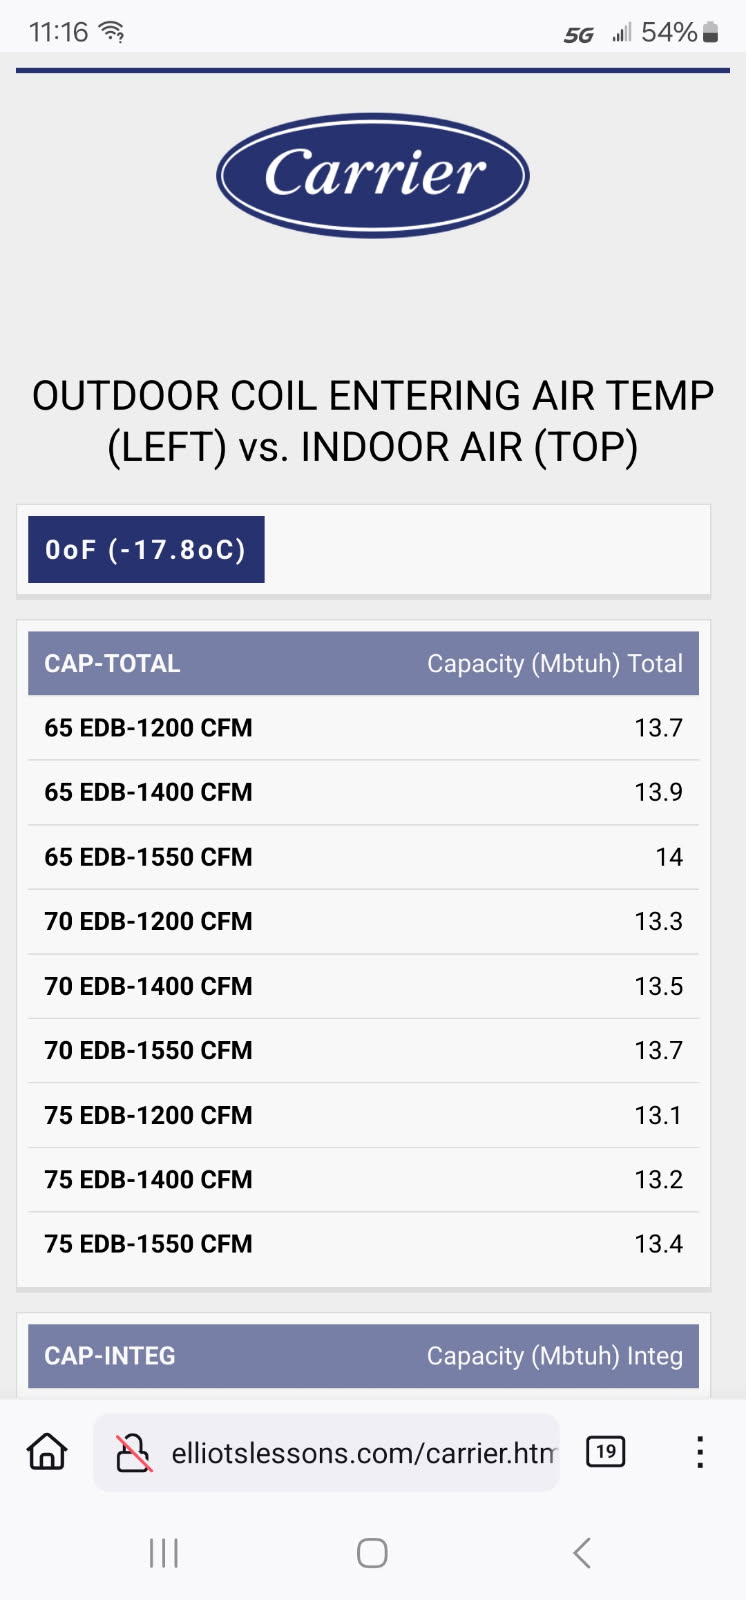 11:16
5G 54%
Carrier
OUTDOOR COIL ENTERING AIR TEMP
(LEFT) vs. INDOOR AIR (TOP)
0oF (-17.8oC)
CAP-TOTAL Capacity (Mbtuh) Total
65 EDB-1200 CFM 13.7
65 EDB-1400 CFM 13.9
65 EDB-1550 CFM 14
70 EDB-1200 CFM 13.3
70 EDB-1400 CFM 13.5
70 EDB-1550 CFM 13.7
75 EDB-1200 CFM 13.1
75 EDB-1400 CFM 13.2
75 EDB-1550 CFM 13.4
CAP-INTEG Capacity (Mbtuh) Integ
elliotslessons.com/carrier.htm 19